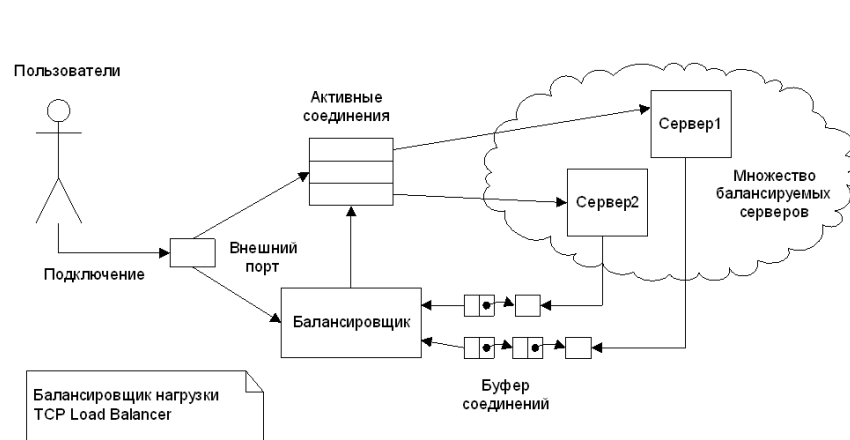 Пользователи
Активные
соединения
Сервер1
Множество
балансируемых
серверов
Сервер2
Внешний
порт
Подключение
Балансировщик
Буфер
соединений
Балансировщик нагрузки
TCP Load Balancer